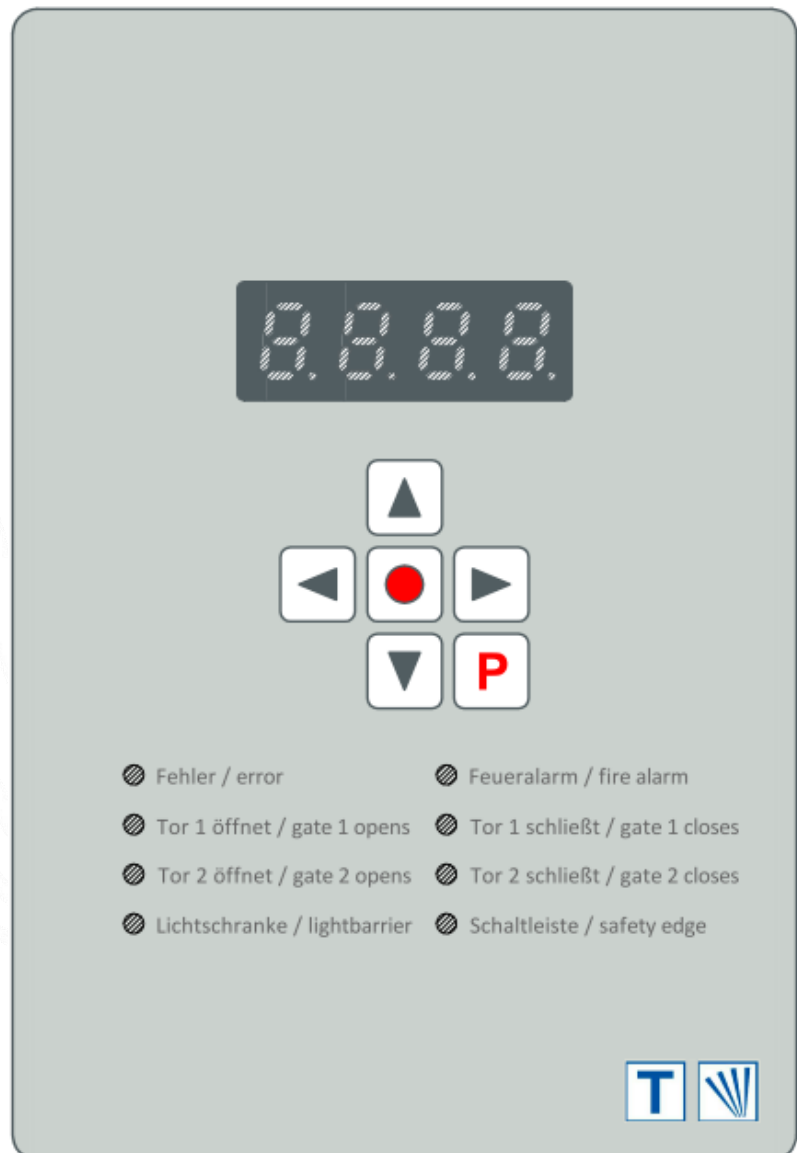 8.8.8.8.
P
Fehler / error
Feueralarm / fire alarm
Tor 1 öffnet / gate 1 opens
Tor 1 schließt / gate 1 closes
Tor 2 öffnet / gate 2 opens
Tor 2 schließt / gate 2 closes
Lichtschranke / lightbarrier
Schaltleiste / safety edge
T